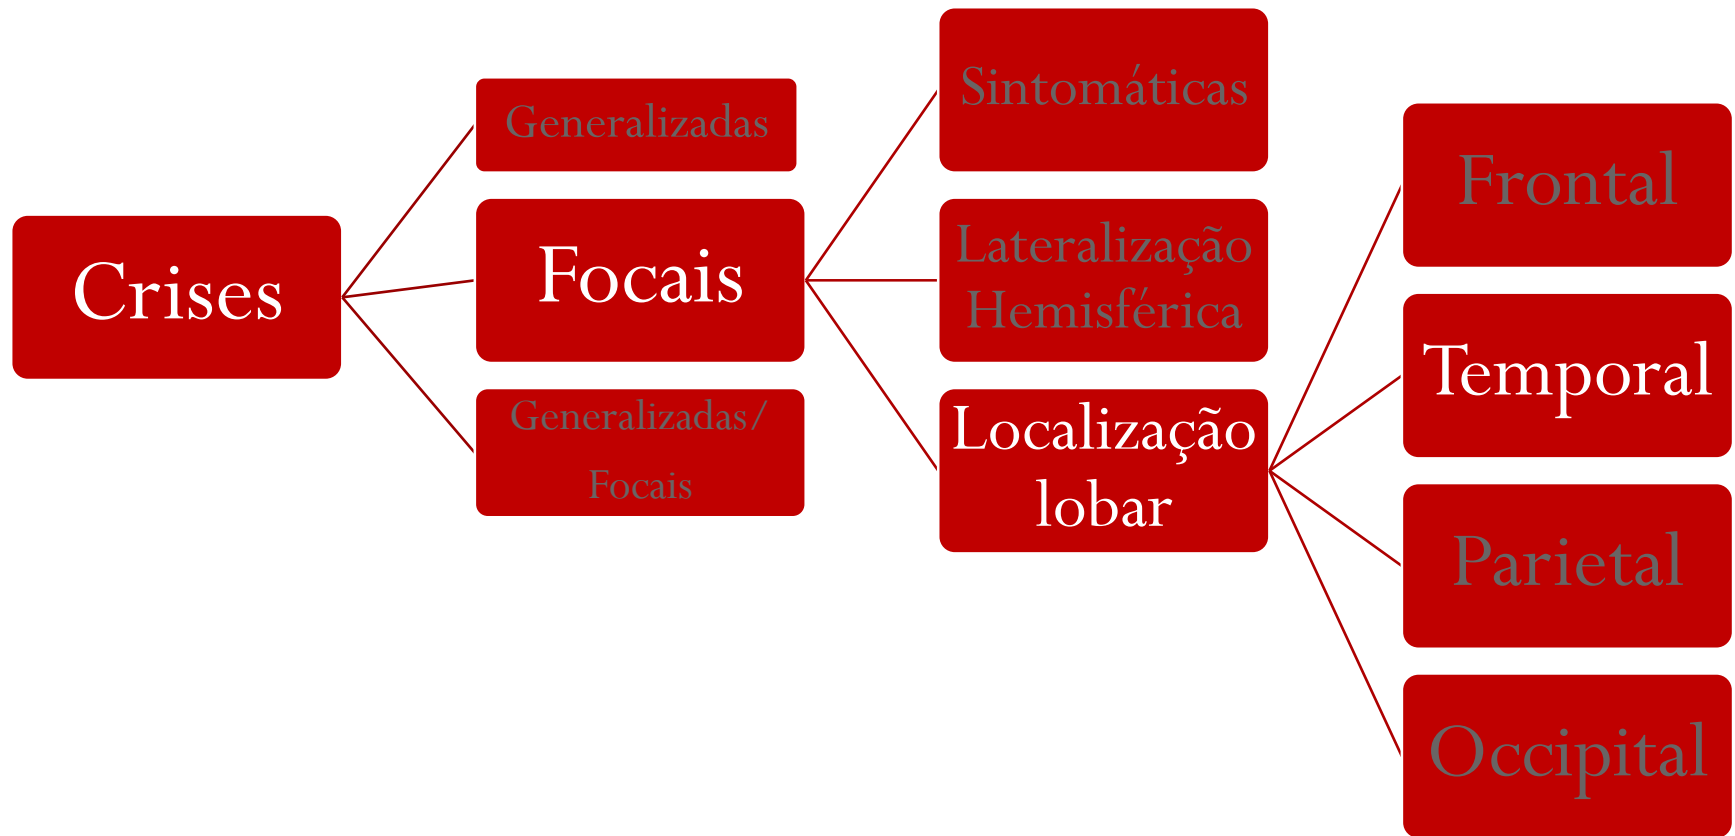 Crises
Generalizadas
Focais
Generalizadas/
Focais
Sintomáticas
Lateralização
Hemisférica
Localização
lobar
Frontal
Temporal
Parietal
Occipital